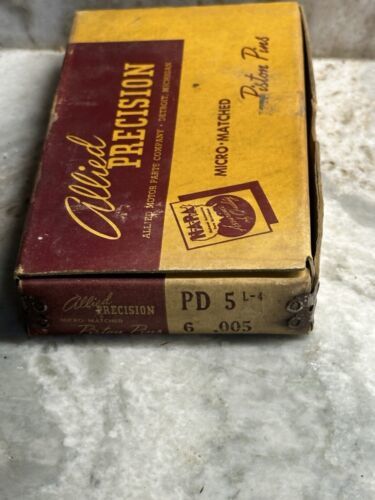 Allied
PRECISION
ALLIED MOTOR PARTS COMPANY · DETROIT, MICHIGAN
MICRO-MATCHED
Piston Pins
NAPA
Allied
PRECISION
MICRO-MATCHED
Piston Pins
PD 5 L-4
6 .005